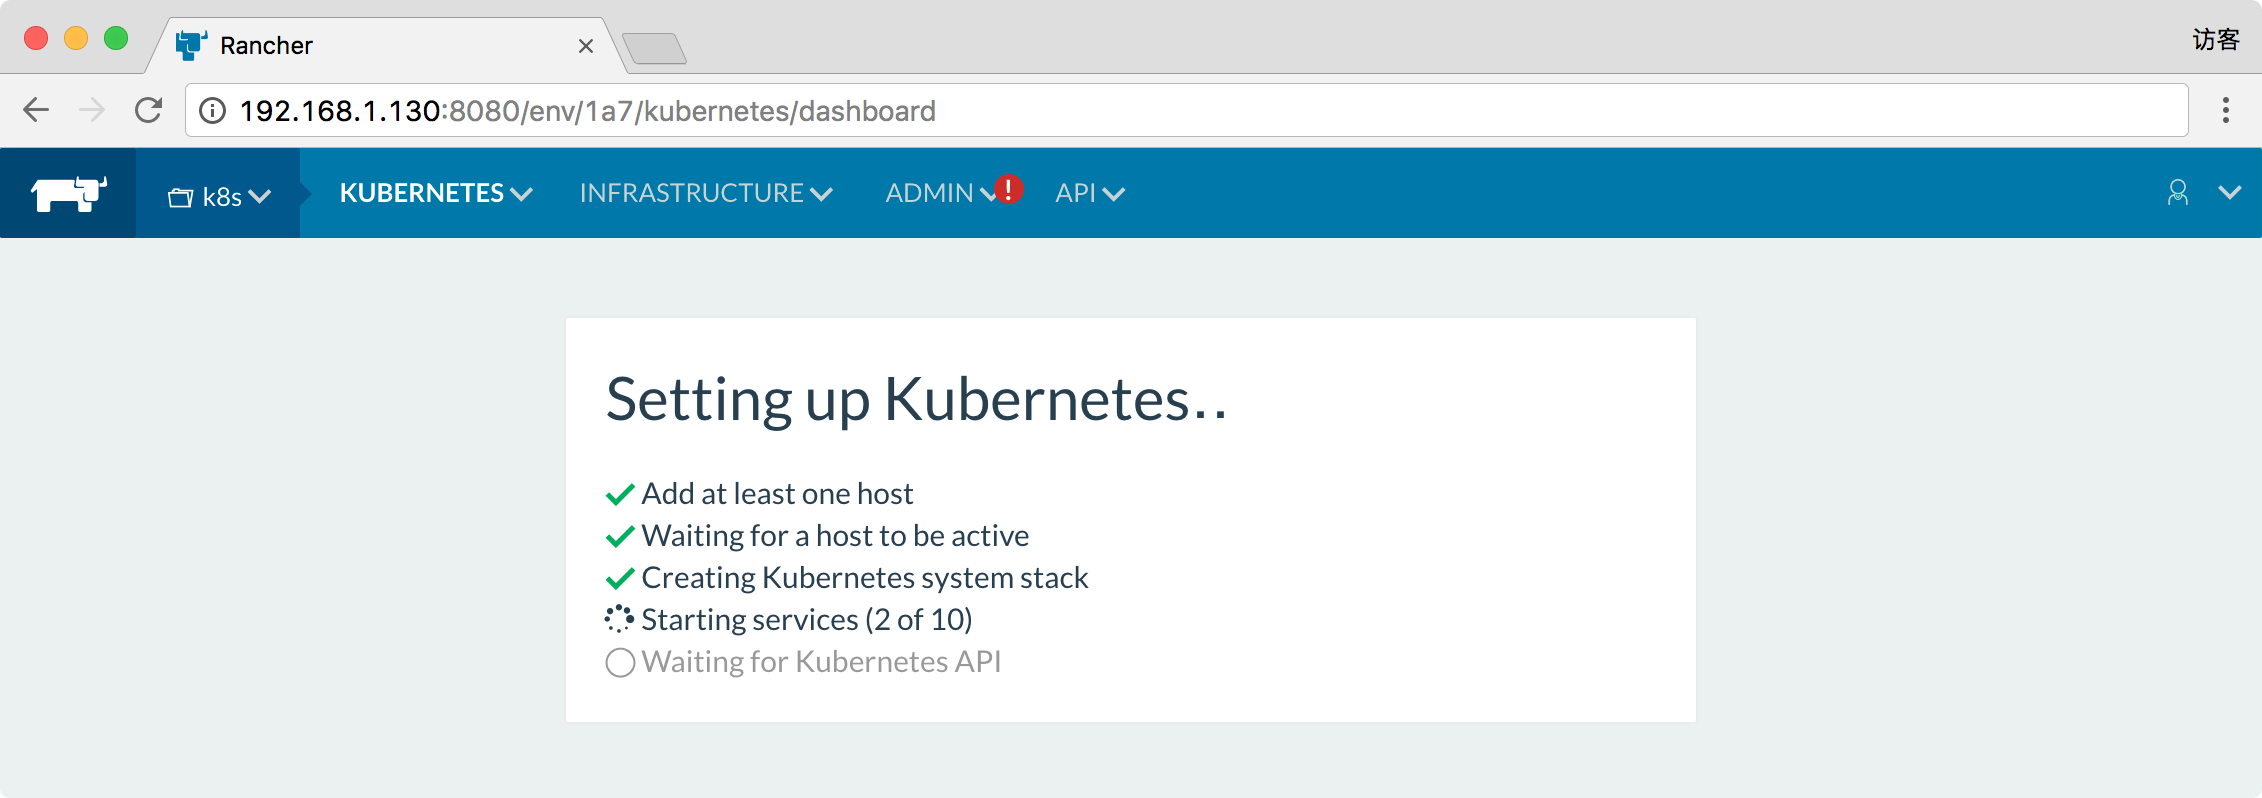 Rancher
访客
192.168.1.130:8080/env/1a7/kubernetes/dashboard
k8s KUBERNETES INFRASTRUCTURE ADMIN ! API
Setting up Kubernetes..
Add at least one host
Waiting for a host to be active
Creating Kubernetes system stack
Starting services (2 of 10)
Waiting for Kubernetes API